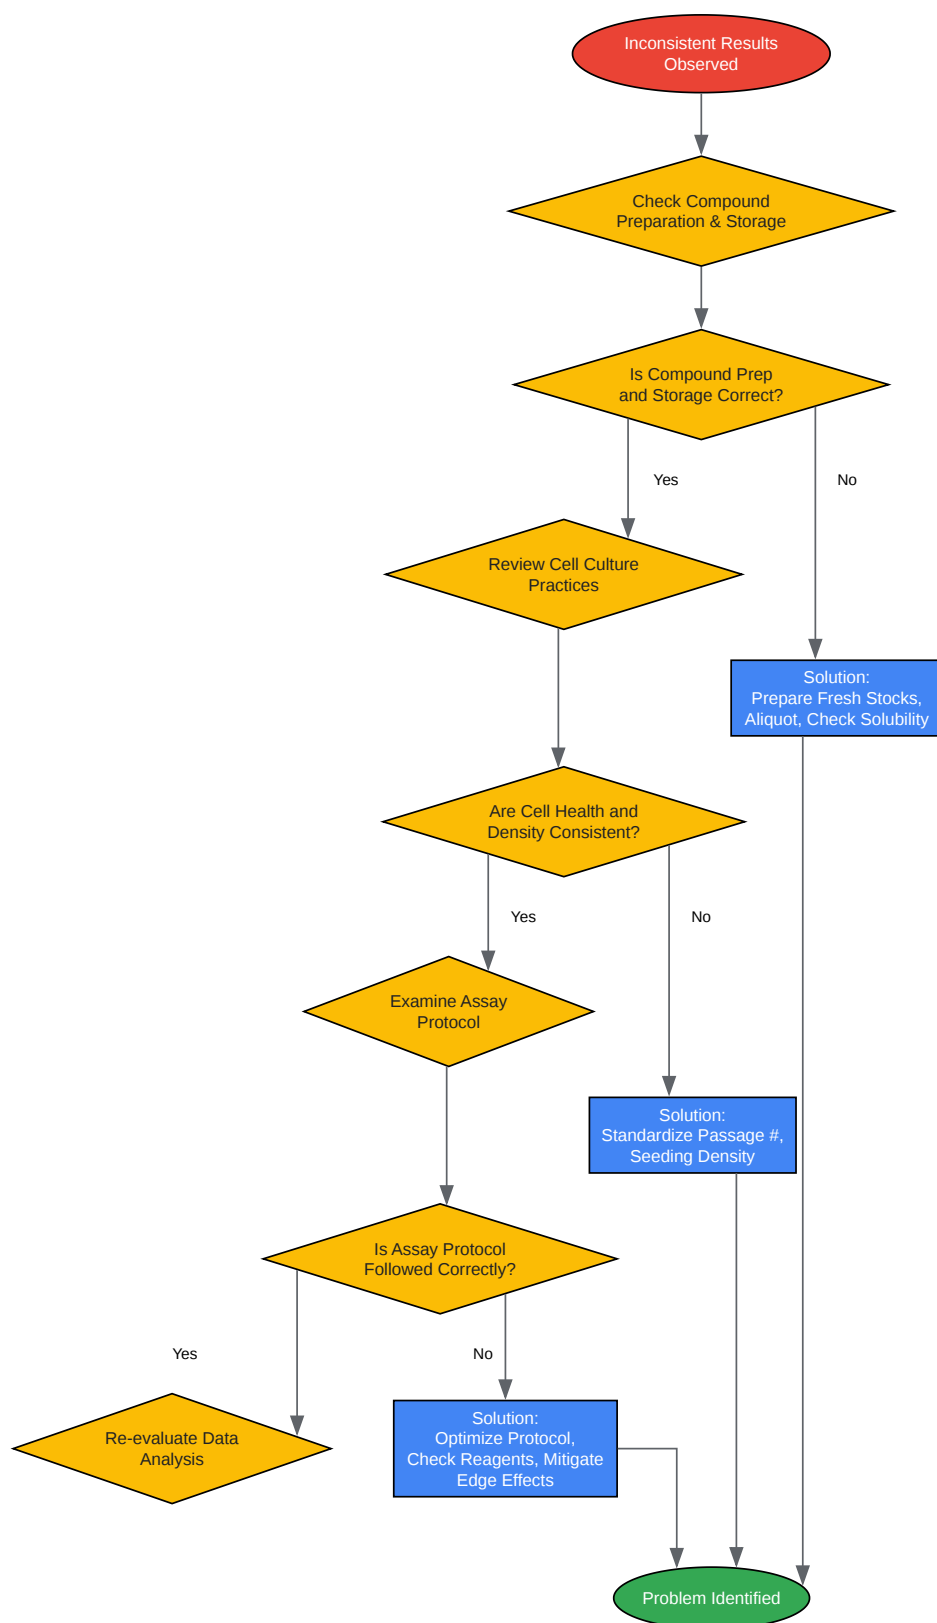 Inconsistent Results
Observed
Check Compound
Preparation & Storage
Is Compound Prep
and Storage Correct?
Yes
No
Review Cell Culture
Practices
Solution:
Prepare Fresh Stocks,
Aliquot, Check Solubility
Are Cell Health and
Density Consistent?
Yes
No
Examine Assay
Protocol
Solution:
Standardize Passage #,
Seeding Density
Is Assay Protocol
Followed Correctly?
Yes
No
Re-evaluate Data
Analysis
Solution:
Optimize Protocol,
Check Reagents, Mitigate
Edge Effects
Problem Identified